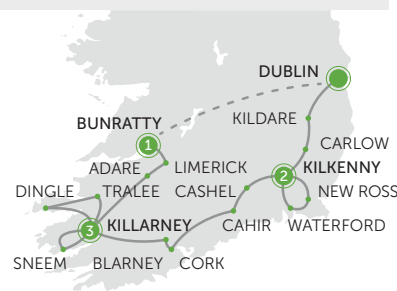 DUBLIN
KILDARE
BUNRATTY
1
CARLOW
ADARE
LIMERICK
KILKENNY
2
DINGLE
TRALEE
CASHEL
NEW ROSS
3
KILLARNEY
CAHIR
WATERFORD
SNEEM
BLARNEY
CORK